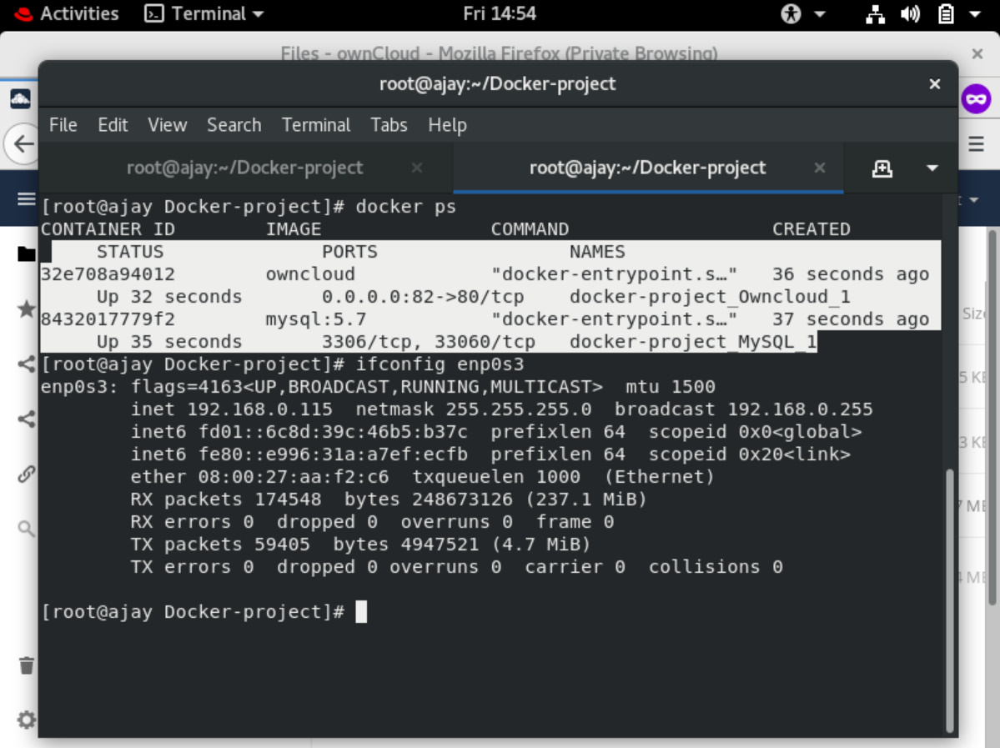 Activities Terminal Fri 14:54
Files - ownCloud - Mozilla Firefox (Private Browsing)
root@ajay:~/Docker-project
File Edit View Search Terminal Tabs Help
root@ajay:~/Docker-project root@ajay:~/Docker-project
[root@ajay Docker-project]# docker ps
CONTAINER ID        IMAGE               COMMAND                  CREATED
     STATUS              PORTS                 NAMES
32e708a94012        owncloud            "docker-entrypoint.s…"   36 seconds ago
     Up 32 seconds       0.0.0.0:82->80/tcp    docker-project_Owncloud_1
8432017779f2        mysql:5.7           "docker-entrypoint.s…"   37 seconds ago
     Up 35 seconds       3306/tcp, 33060/tcp   docker-project_MySQL_1
[root@ajay Docker-project]# ifconfig enp0s3
enp0s3: flags=4163<UP,BROADCAST,RUNNING,MULTICAST>  mtu 1500
        inet 192.168.0.115  netmask 255.255.255.0  broadcast 192.168.0.255
        inet6 fd01::6c8d:39c:46b5:b37c  prefixlen 64  scopeid 0x0<global>
        inet6 fe80::e996:31a:a7ef:ecfb  prefixlen 64  scopeid 0x20<link>
        ether 08:00:27:aa:f2:c6  txqueuelen 1000  (Ethernet)
        RX packets 174548  bytes 248673126 (237.1 MiB)
        RX errors 0  dropped 0  overruns 0  frame 0
        TX packets 59405  bytes 4947521 (4.7 MiB)
        TX errors 0  dropped 0 overruns 0  carrier 0  collisions 0
[root@ajay Docker-project]#